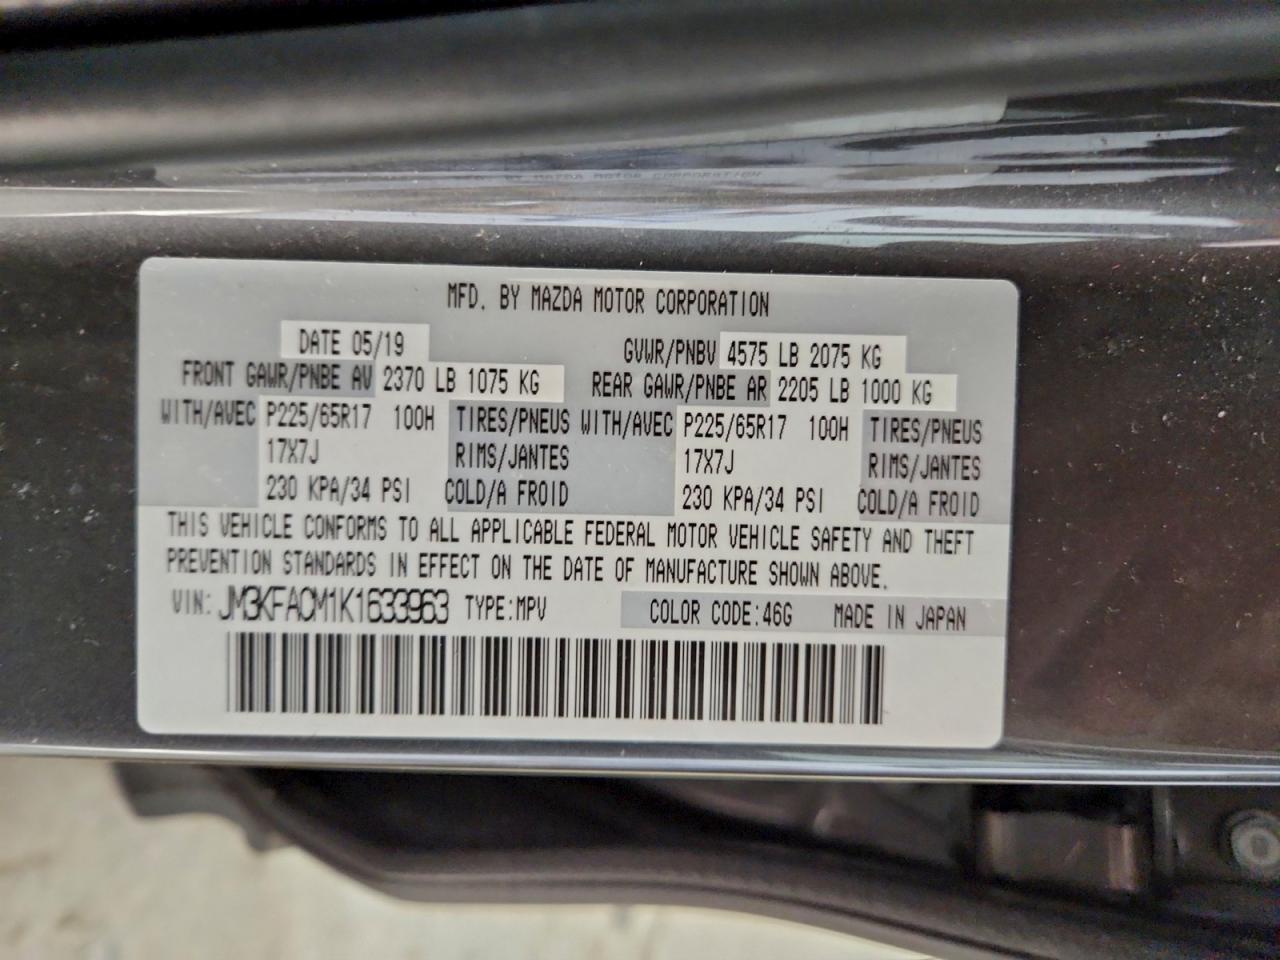 MFD. BY MAZDA MOTOR CORPORATION
DATE 05/19 GVWR/PNBV 4575 LB 2075 KG
FRONT GAWR/PNBE AV 2370 LB 1075 KG REAR GAWR/PNBE AR 2205 LB 1000 KG
WITH/AVEC P225/65R17 100H TIRES/PNEUS WITH/AVEC P225/65R17 100H TIRES/PNEUS
17X7J RIMS/JANTES 17X7J RIMS/JANTES
230 KPA/34 PSI COLD/A FROID 230 KPA/34 PSI COLD/A FROID
THIS VEHICLE CONFORMS TO ALL APPLICABLE FEDERAL MOTOR VEHICLE SAFETY AND THEFT
PREVENTION STANDARDS IN EFFECT ON THE DATE OF MANUFACTURE SHOWN ABOVE.
VIN: JM3KFACM1K1633963 TYPE:MPV COLOR CODE:46G MADE IN JAPAN